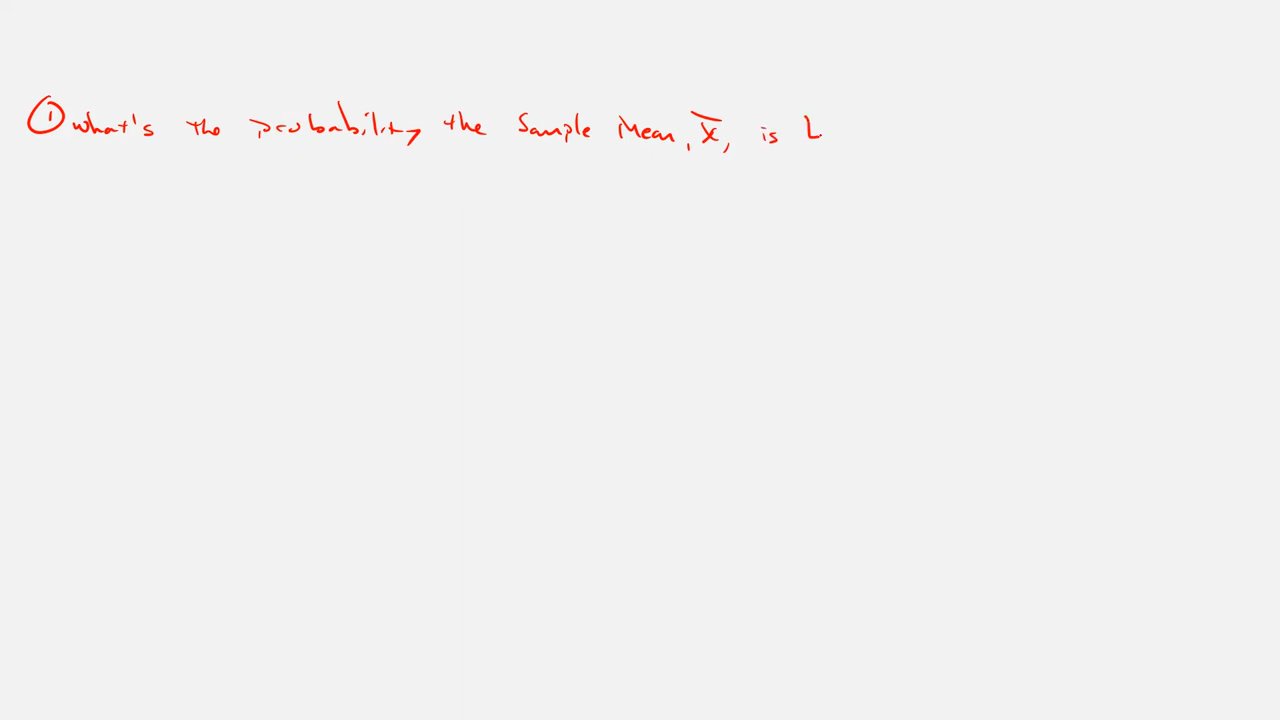 ① what's the probability the Sample Mean, X̅, is L